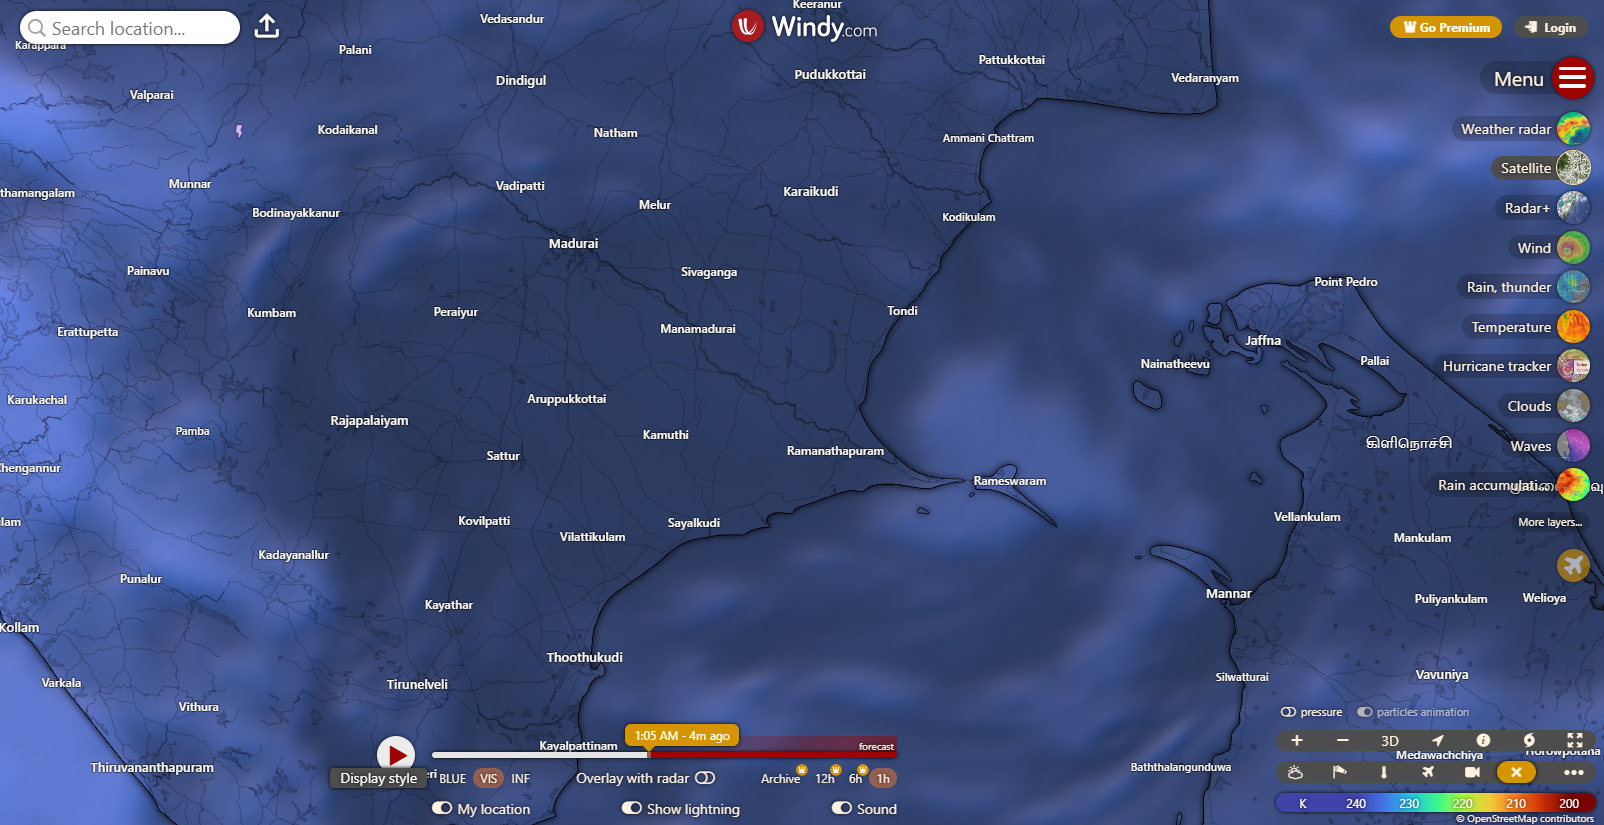 Search location...
Windy.com
Go Premium
Login
Menu
Weather radar
Satellite
Radar+
Wind
Rain, thunder
Temperature
Hurricane tracker
Clouds
Waves
Rain accumulati...
More layers...
Keeranur
Vedasandur
Karappara
Palani
Pattukkottai
Pudukkottai
Vedaranyam
Dindigul
Valparai
Kodaikanal
Natham
Ammani Chattram
Munnar
Vadipatti
Karaikudi
thamangalam
Melur
Bodinayakkanur
Kodikulam
Madurai
Painavu
Sivaganga
Point Pedro
Kumbam
Peraiyur
Tondi
Erattupetta
Manamadurai
Jaffna
Nainatheevu
Pallai
Karukachal
Aruppukkottai
Rajapalaiyam
Pamba
Kamuthi
கிளிநொச்சி
Ramanathapuram
Sattur
Chengannur
Rameswaram
Kovilpatti
Sayalkudi
Vellankulam
lam
Vilattikulam
Mankulam
Kadayanallur
Punalur
Mannar
Puliyankulam
Welioya
Kayathar
Kollam
Thoothukudi
Vavuniya
Silwatturai
Varkala
Tirunelveli
Vithura
Kayalpattinam
Thiruvananthapuram
Medawachchiya
Horowpotana
Baththalangunduwa
1:05 AM - 4m ago
forecast
Display style
eri
BLUE
VIS
INF
Overlay with radar
Archive
12h
6h
1h
My location
Show lightning
Sound
pressure
particles animation
3D
K
240
230
220
210
200
© OpenStreetMap contributors